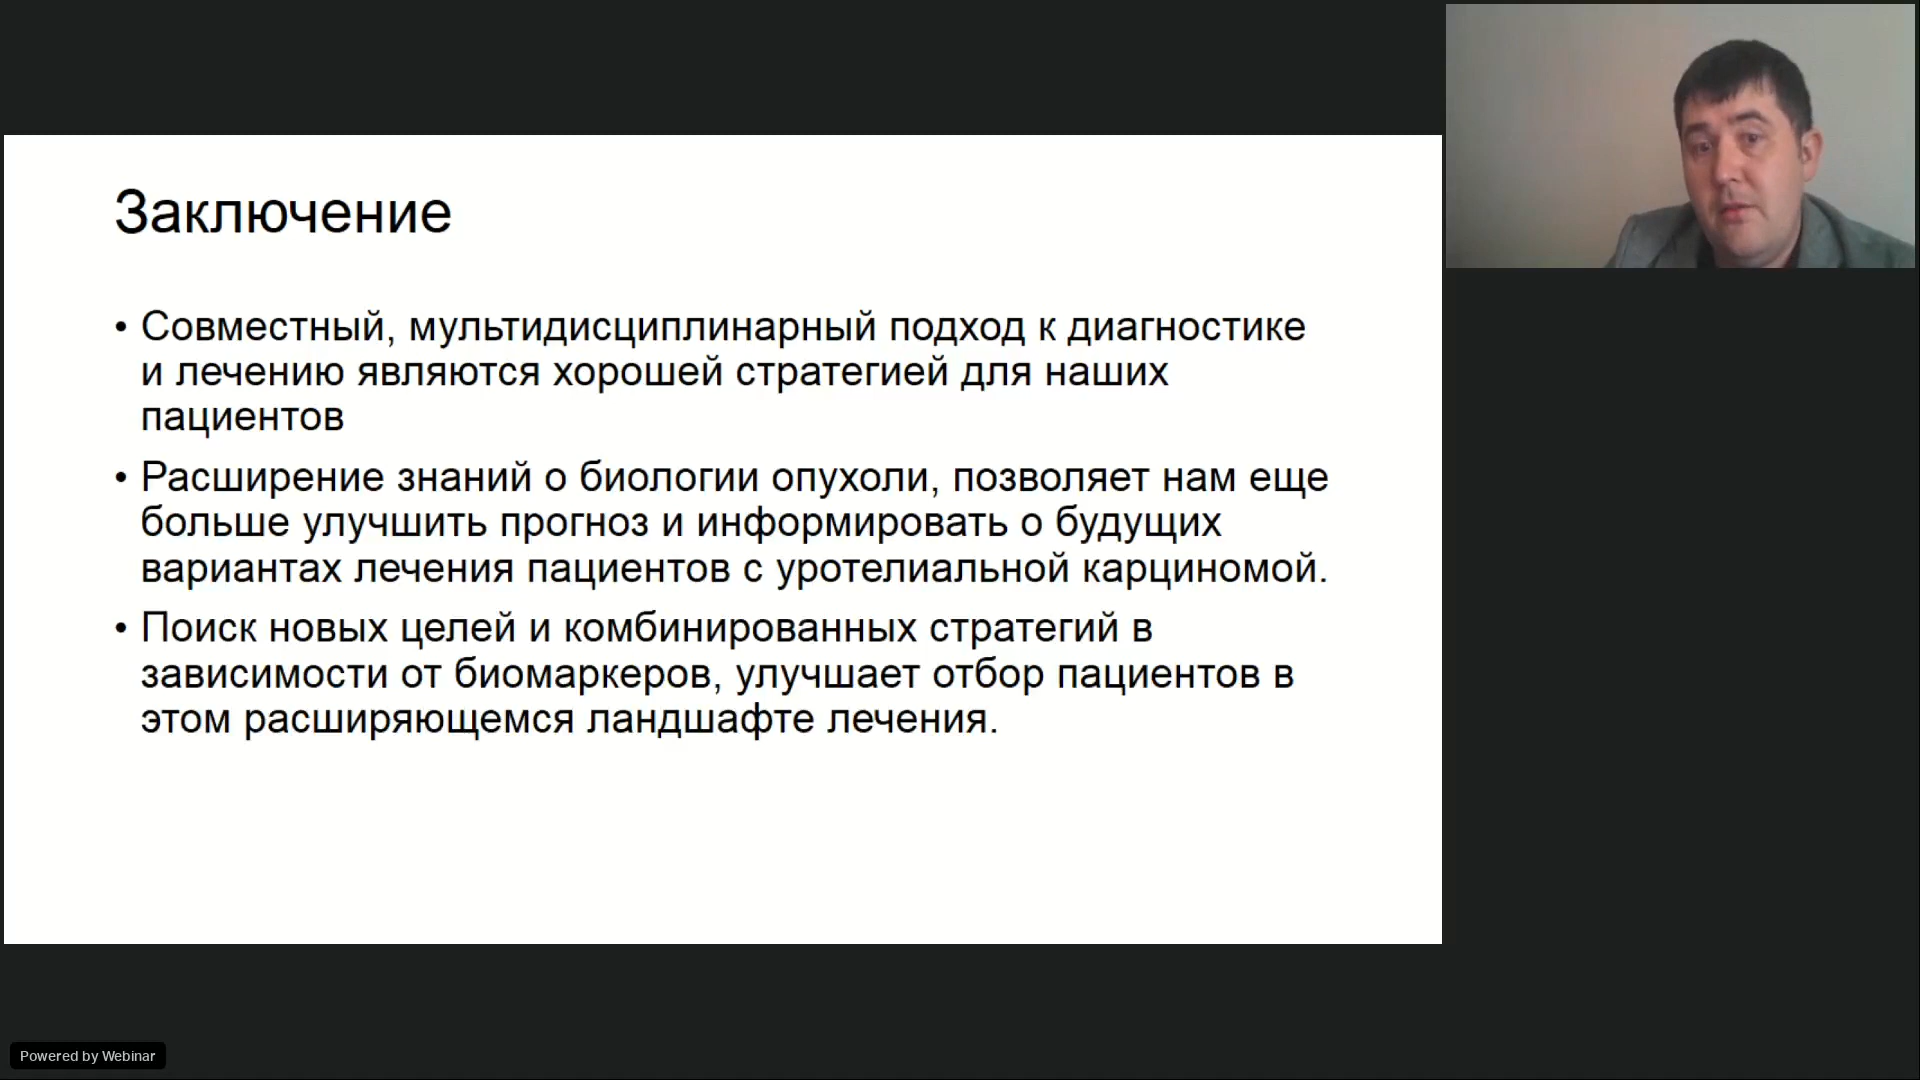 Заключение
• Совместный, мультидисциплинарный подход к диагностике
и лечению являются хорошей стратегией для наших
пациентов
• Расширение знаний о биологии опухоли, позволяет нам еще
больше улучшить прогноз и информировать о будущих
вариантах лечения пациентов с уротелиальной карциномой.
• Поиск новых целей и комбинированных стратегий в
зависимости от биомаркеров, улучшает отбор пациентов в
этом расширяющемся ландшафте лечения.
Powered by Webinar